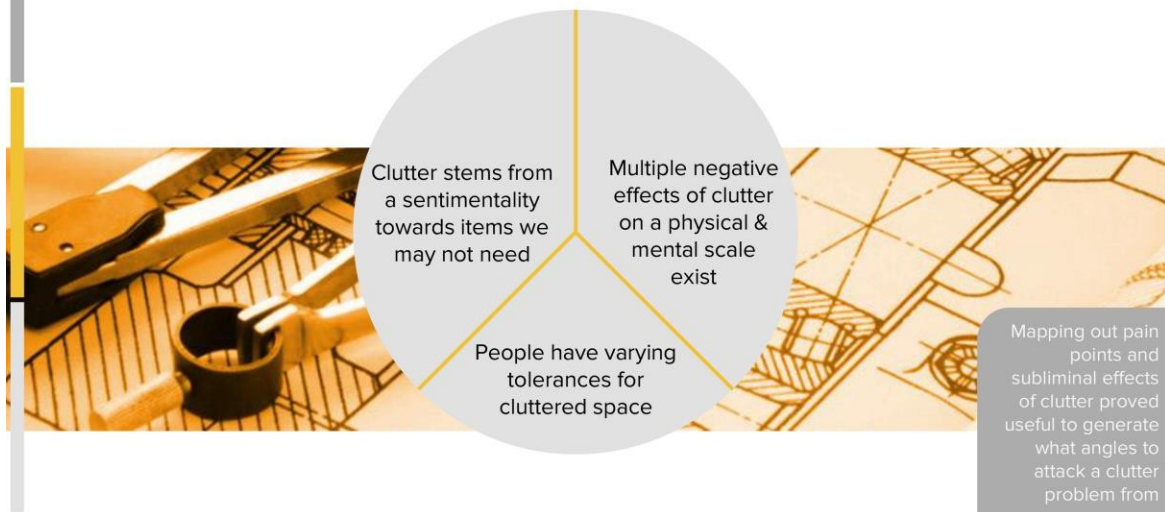 Clutter stems from
a sentimentality
towards items we
may not need
Multiple negative
effects of clutter
on a physical &
mental scale
exist
People have varying
tolerances for
cluttered space
Mapping out pain
points and
subliminal effects
of clutter proved
useful to generate
what angles to
attack a clutter
problem from